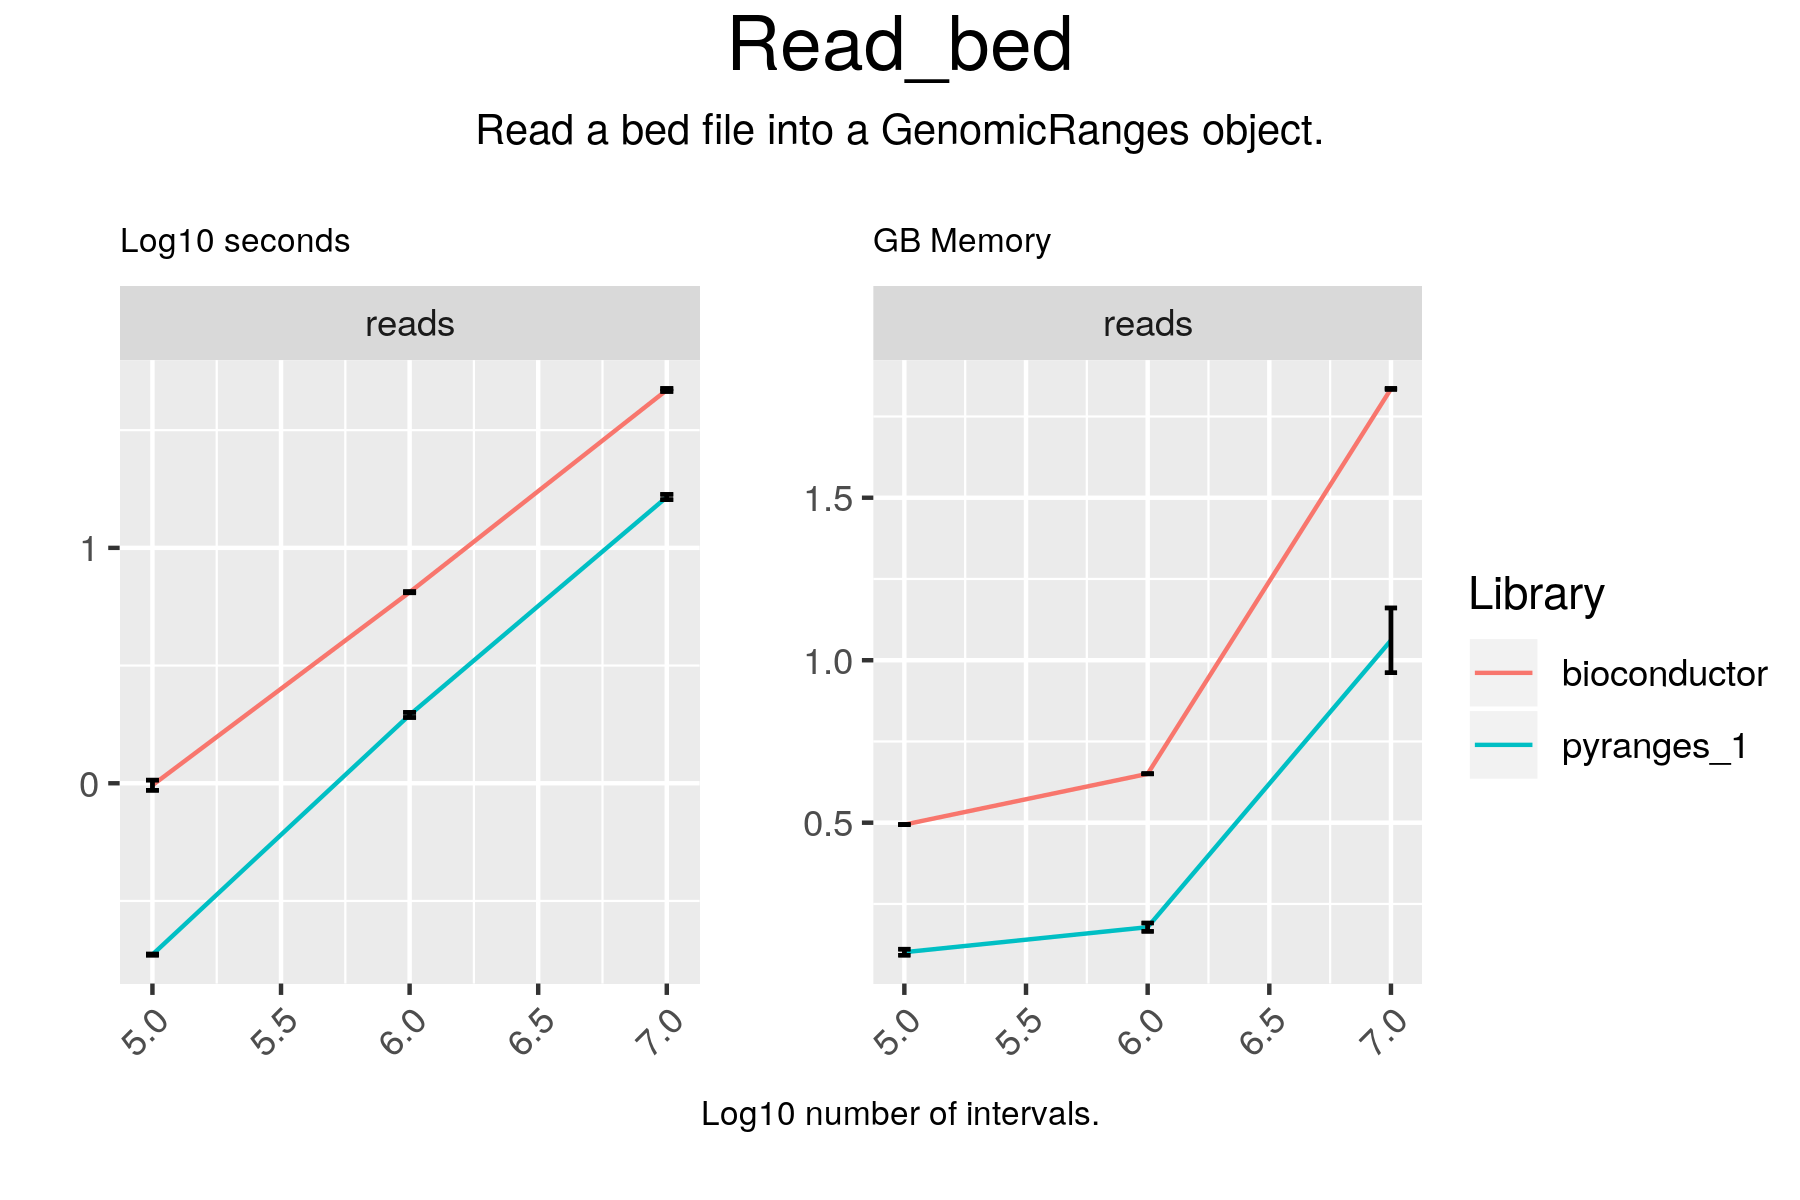 Read_bed
Read a bed file into a GenomicRanges object.
Log10 seconds
GB Memory
reads
reads
1
0
1.5
1.0
0.5
5.0 5.5 6.0 6.5 7.0
5.0 5.5 6.0 6.5 7.0
Log10 number of intervals.
Library
bioconductor
pyranges_1